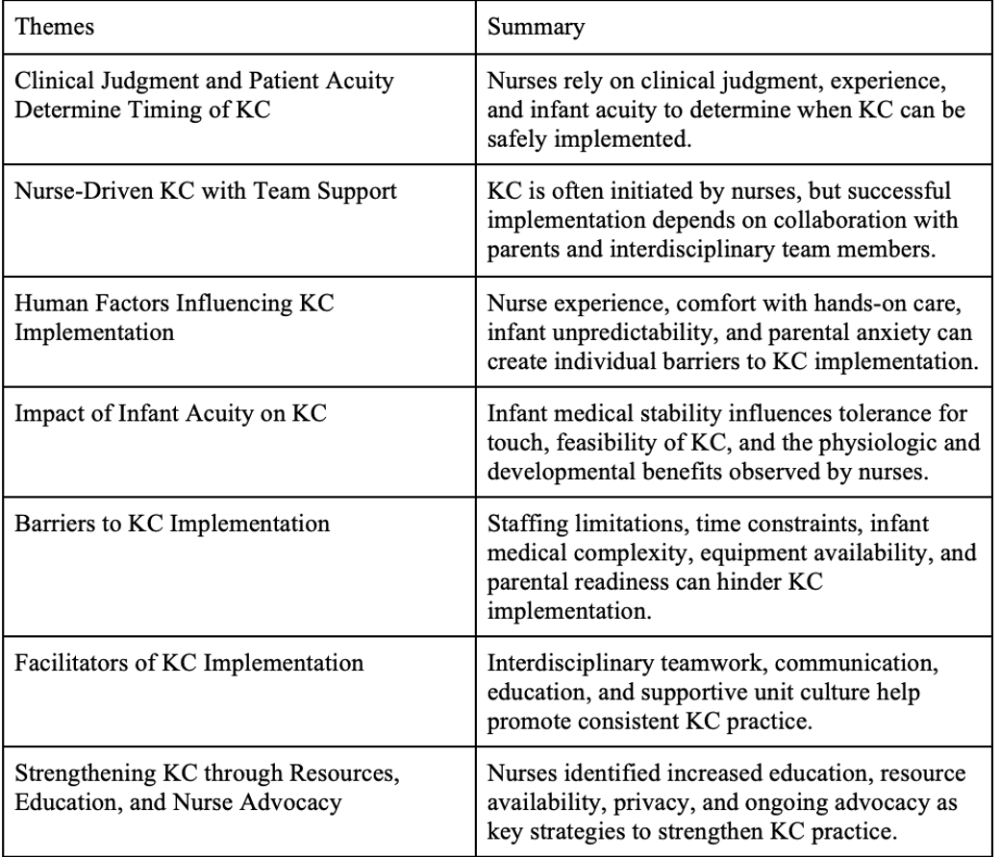 Themes
Summary
Clinical Judgment and Patient Acuity
Determine Timing of KC
Nurses rely on clinical judgment, experience,
and infant acuity to determine when KC can be
safely implemented.
Nurse-Driven KC with Team Support
KC is often initiated by nurses, but successful
implementation depends on collaboration with
parents and interdisciplinary team members.
Human Factors Influencing KC
Implementation
Nurse experience, comfort with hands-on care,
infant unpredictability, and parental anxiety can
create individual barriers to KC implementation.
Impact of Infant Acuity on KC
Infant medical stability influences tolerance for
touch, feasibility of KC, and the physiologic and
developmental benefits observed by nurses.
Barriers to KC Implementation
Staffing limitations, time constraints, infant
medical complexity, equipment availability, and
parental readiness can hinder KC
implementation.
Facilitators of KC Implementation
Interdisciplinary teamwork, communication,
education, and supportive unit culture help
promote consistent KC practice.
Strengthening KC through Resources,
Education, and Nurse Advocacy
Nurses identified increased education, resource
availability, privacy, and ongoing advocacy as
key strategies to strengthen KC practice.